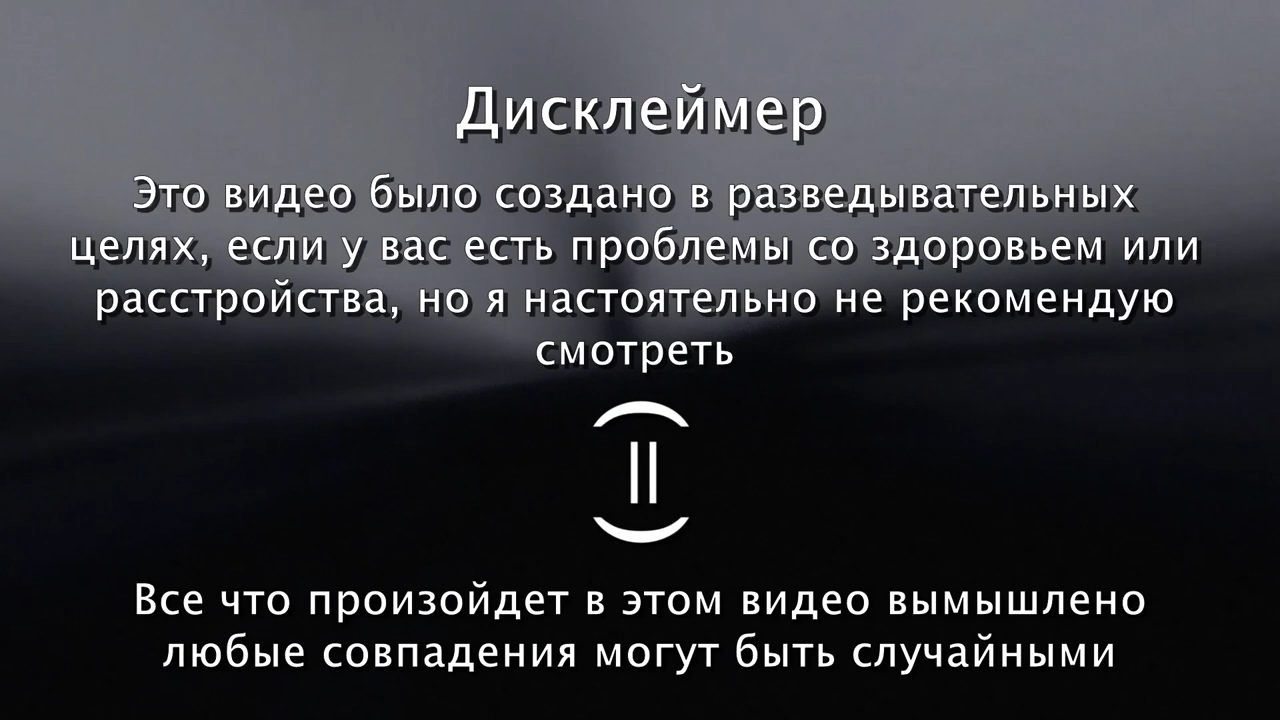 Дисклеймер
Это видео было создано в разведывательных
целях, если у вас есть проблемы со здоровьем или
расстройства, но я настоятельно не рекомендую
смотреть
Все что произойдет в этом видео вымышлено
любые совпадения могут быть случайными